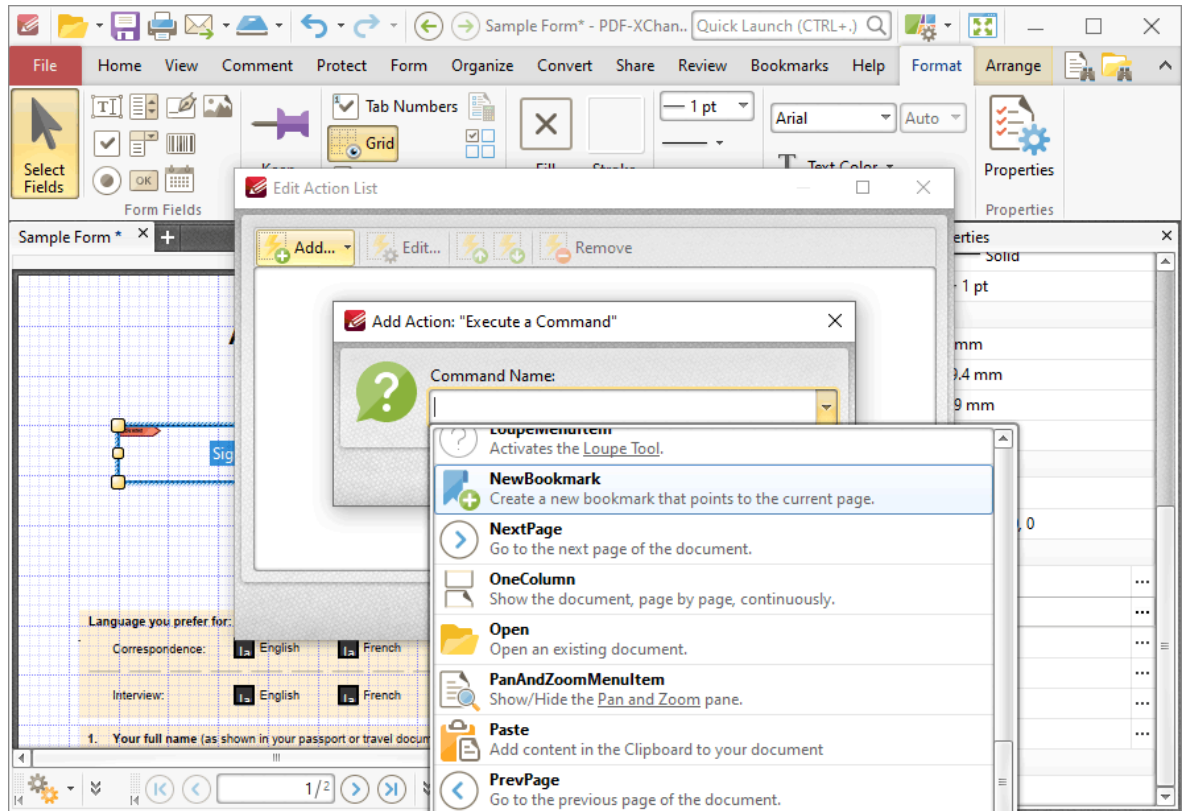 Sample Form* - PDF-XChan.. Quick Launch (CTRL+.)
File Home View Comment Protect Form Organize Convert Share Review Bookmarks Help Format Arrange
Tab Numbers
1 pt
Arial
Auto
Grid
OK
Select
Fields
Properties
Form Fields
Properties
Edit Action List
Sample Form *
Add... Edit... Remove
erties
Solid
1 pt
Add Action: "Execute a Command"
mm
Command Name:
9.4 mm
9 mm
Sig
LoupeMenuItem
Activates the Loupe Tool.
NewBookmark
Create a new bookmark that points to the current page.
NextPage
Go to the next page of the document.
, 0
OneColumn
Show the document, page by page, continuously.
Open
Open an existing document.
PanAndZoomMenuItem
Show/Hide the Pan and Zoom pane.
Paste
Add content in the Clipboard to your document
PrevPage
Go to the previous page of the document.
Language you prefer for:
Correspondence: English French
Interview: English French
1. Your full name (as shown in your passport or travel docum
1/2